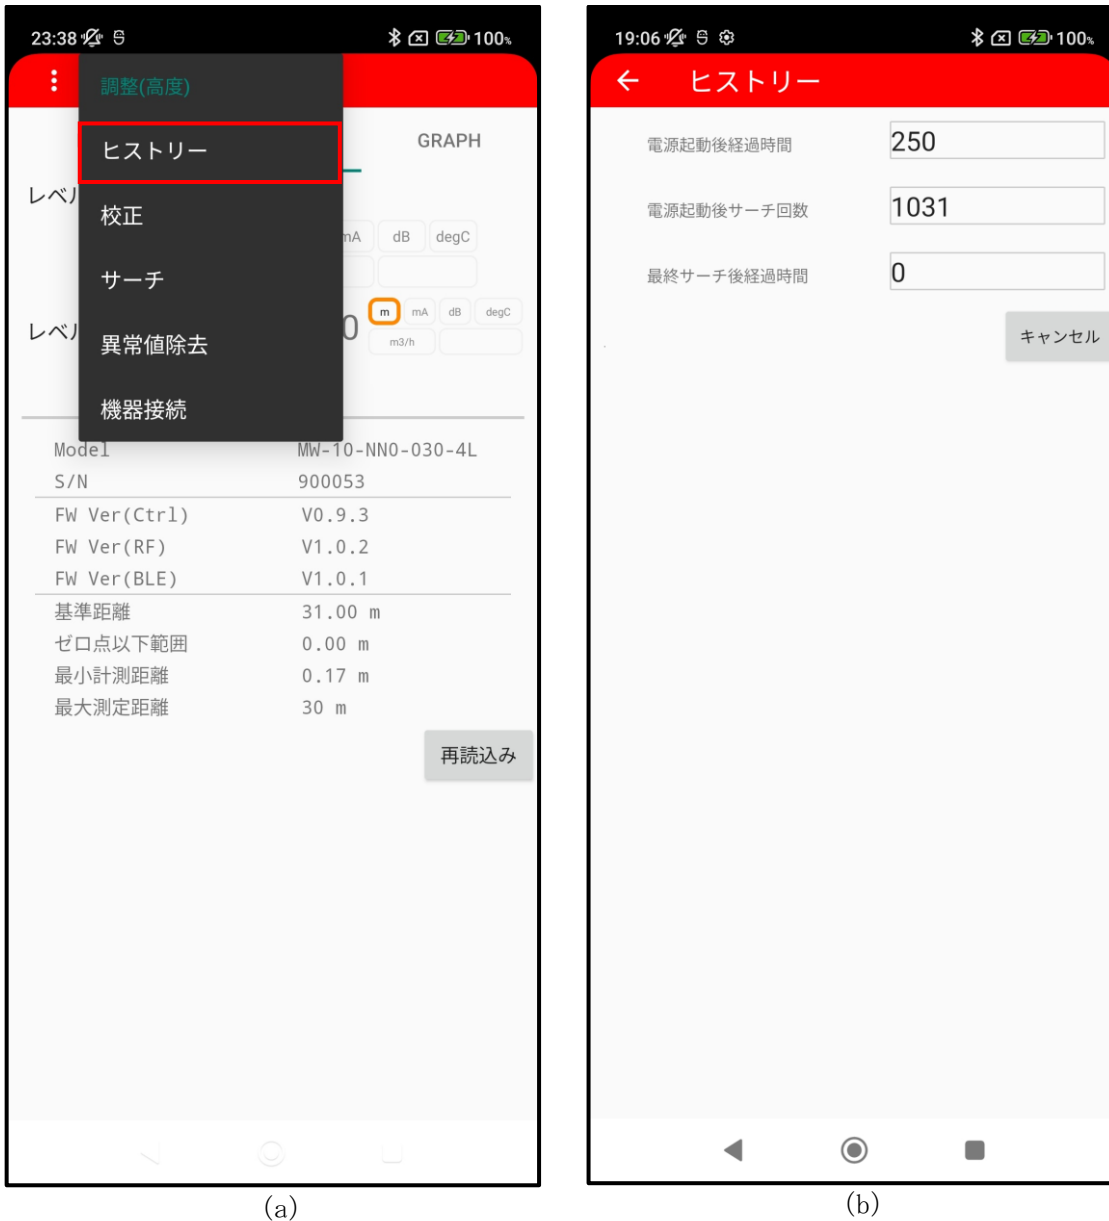 23:38
100%
調整(高度)
ヒストリー
校正
サーチ
異常値除去
機器接続
GRAPH
レベル
mA dB degC
レベル
0 m mA dB degC
m3/h
Model MW-10-NN0-030-4L
S/N 900053
FW Ver(Ctrl) V0.9.3
FW Ver(RF) V1.0.2
FW Ver(BLE) V1.0.1
基準距離 31.00 m
ゼロ点以下範囲 0.00 m
最小計測距離 0.17 m
最大測定距離 30 m
再読込み
(a)
19:06
100%
ヒストリー
電源起動後経過時間 250
電源起動後サーチ回数 1031
最終サーチ後経過時間 0
キャンセル
(b)